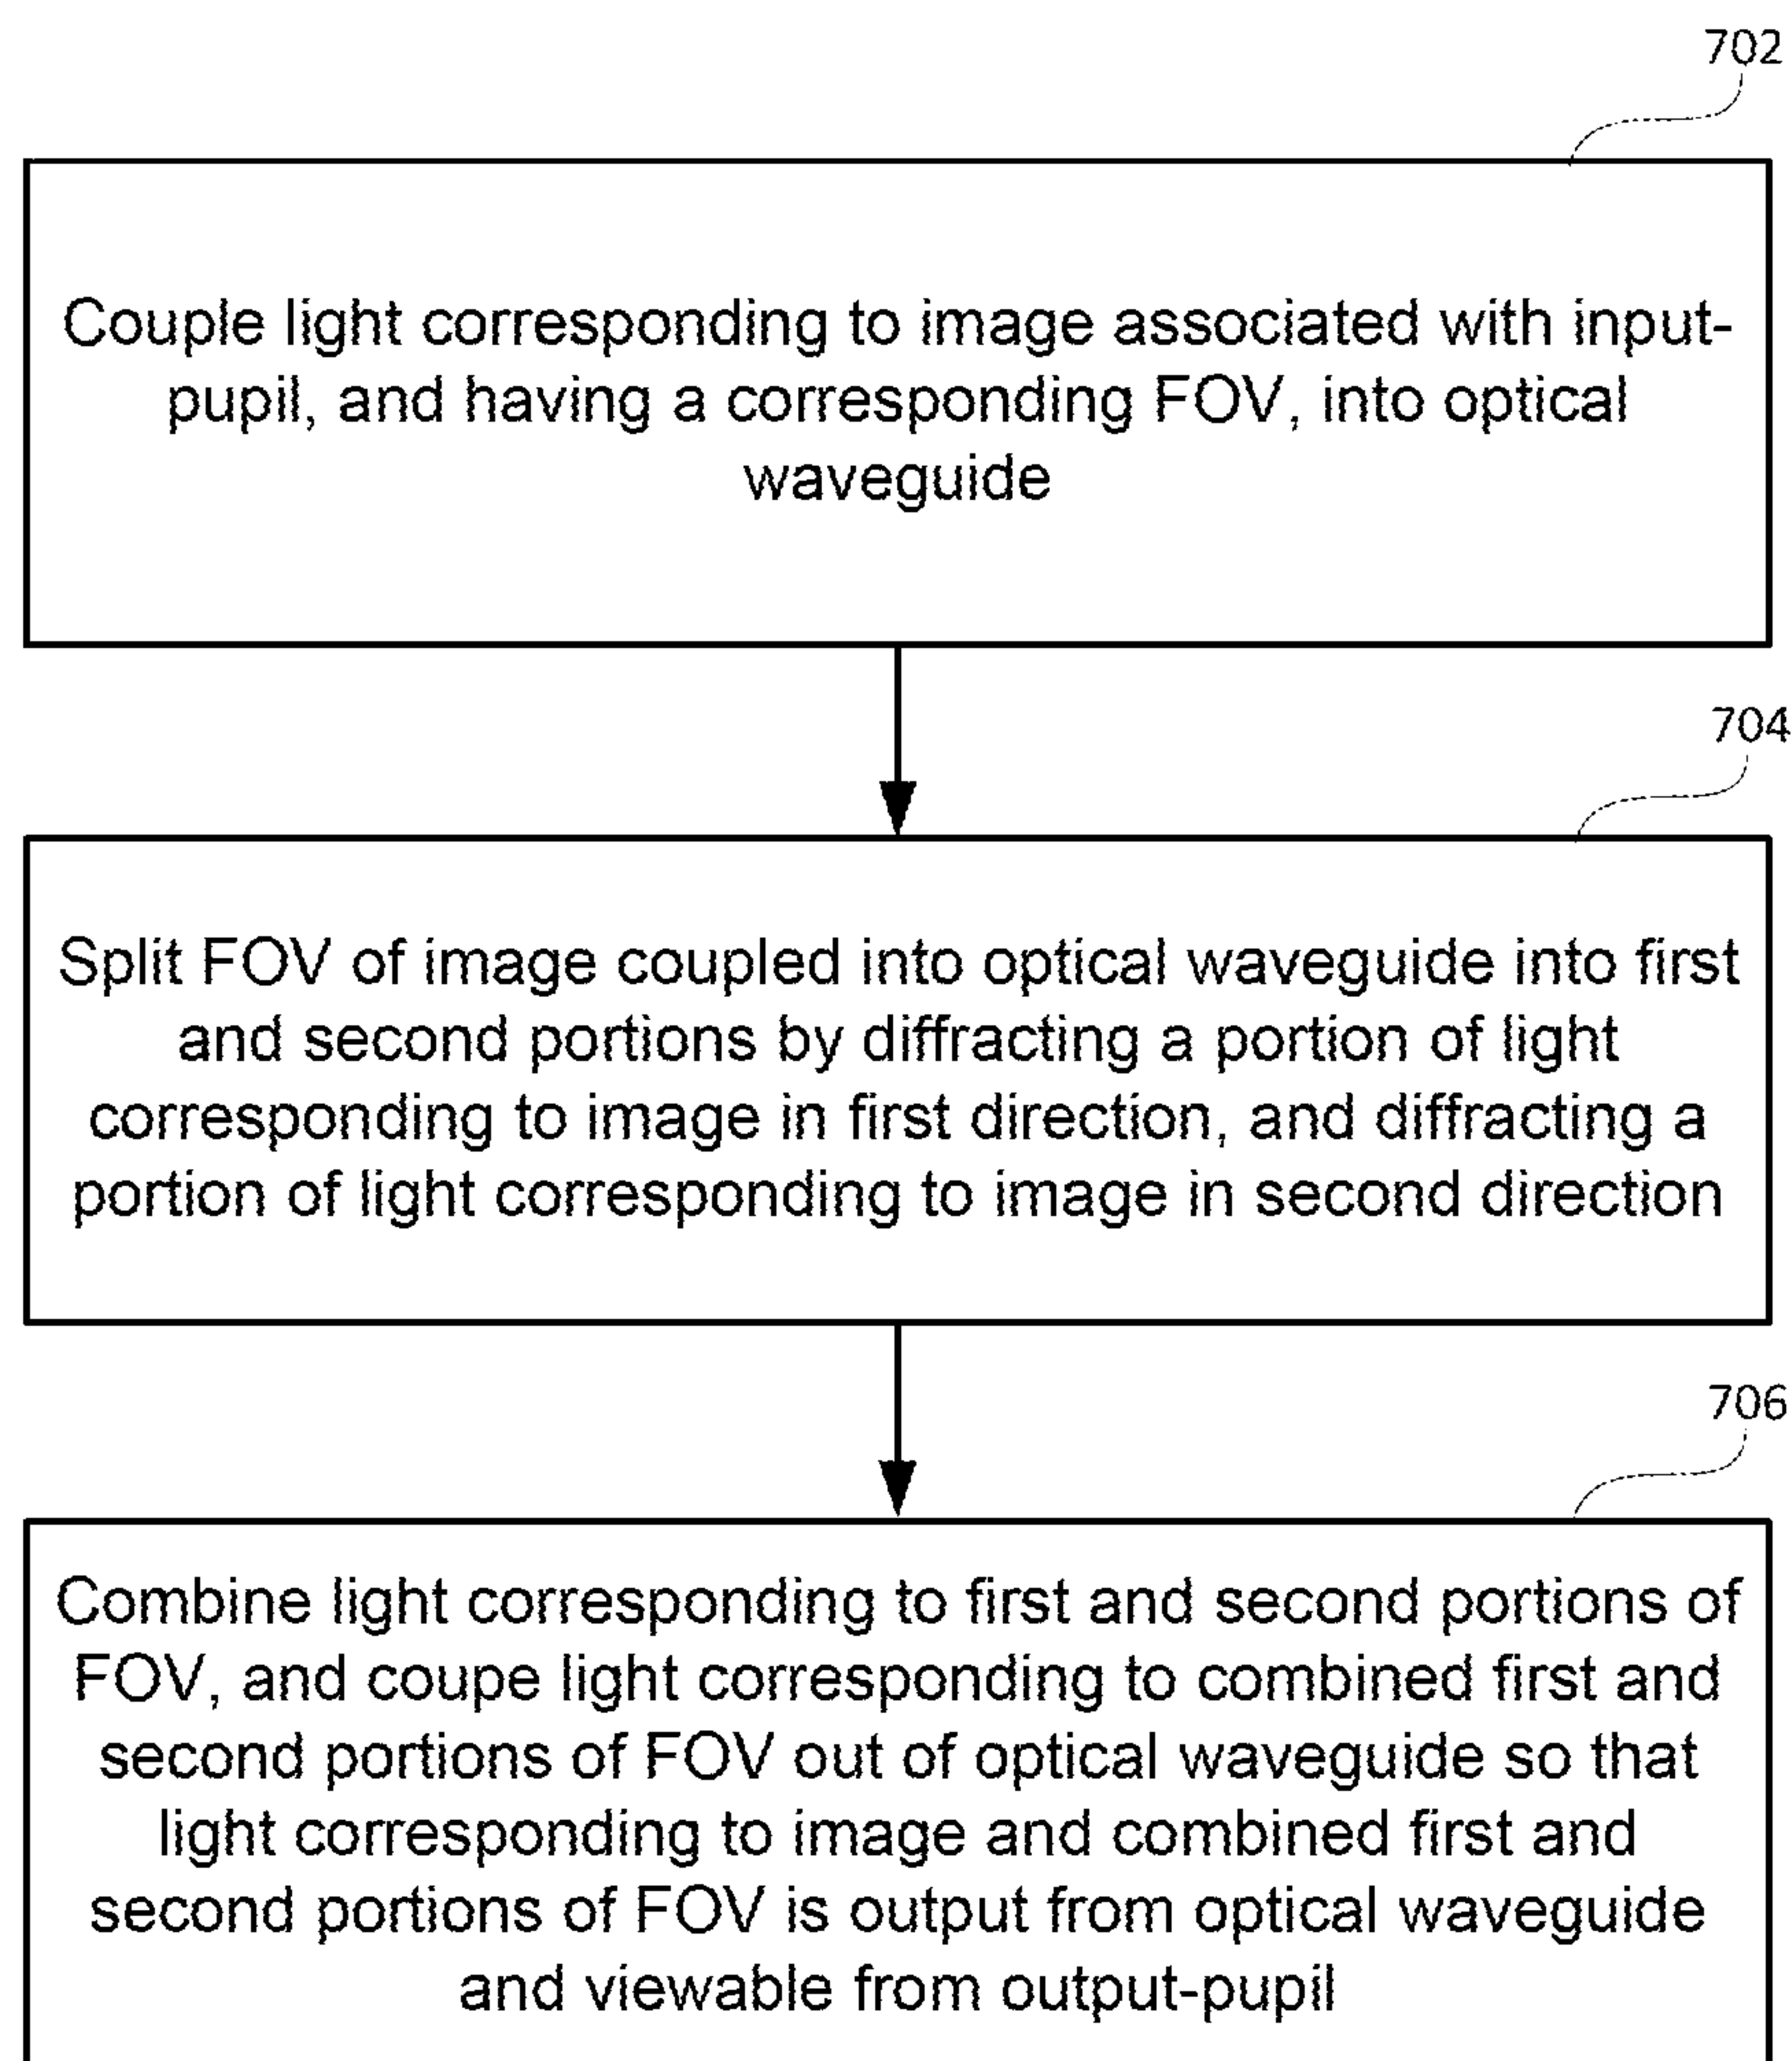 702
Couple light corresponding to image associated with input-
pupil, and having a corresponding FOV, into optical
waveguide
704
Split FOV of image coupled into optical waveguide into first
and second portions by diffracting a portion of light
corresponding to image in first direction, and diffracting a
portion of light corresponding to image in second direction
706
Combine light corresponding to first and second portions of
FOV, and coupe light corresponding to combined first and
second portions of FOV out of optical waveguide so that
light corresponding to image and combined first and
second portions of FOV is output from optical waveguide
and viewable from output-pupil